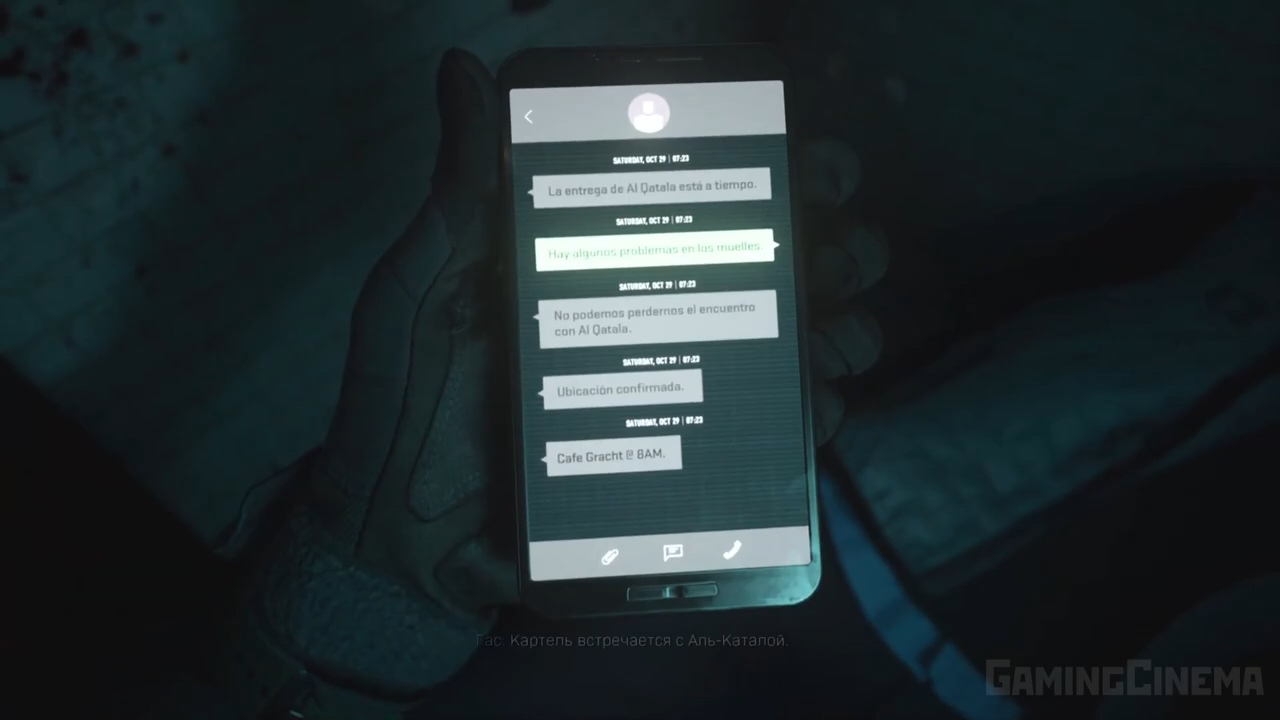 SATURDAY, OCT 29 | 07:23
La entrega de Al Qatala está a tiempo.
SATURDAY, OCT 29 | 07:23
Hay algunos problemas en los muelles.
SATURDAY, OCT 29 | 07:23
No podemos perdernos el encuentro
con Al Qatala.
SATURDAY, OCT 29 | 07:23
Ubicación confirmada.
SATURDAY, OCT 29 | 07:23
Cafe Gracht @ 8AM.
Гас: Картель встречается с Аль-Каталой.
GAMINGCINEMA